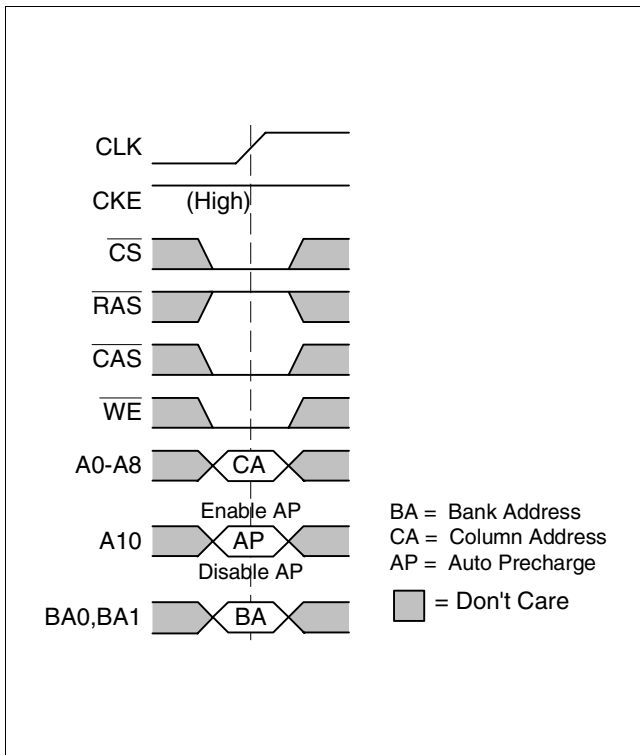 CLK
CKE (High)
CS
RAS
CAS
WE
A0-A8 CA
Enable AP
A10 AP
Disable AP
BA0,BA1 BA
BA = Bank Address
CA = Column Address
AP = Auto Precharge
= Don't Care